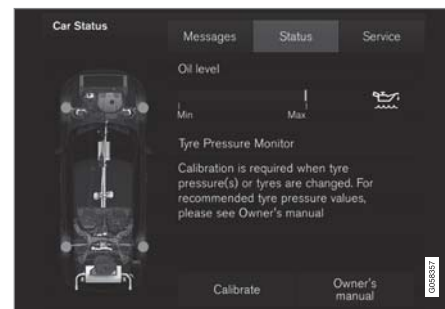 Car Status
Messages
Status
Service
Oil level
Min
Max
Tyre Pressure Monitor
Calibration is required when tyre
pressure(s) or tyres are changed. For
recommended tyre pressure values,
please see Owner's manual
Calibrate
Owner's
manual
G058357